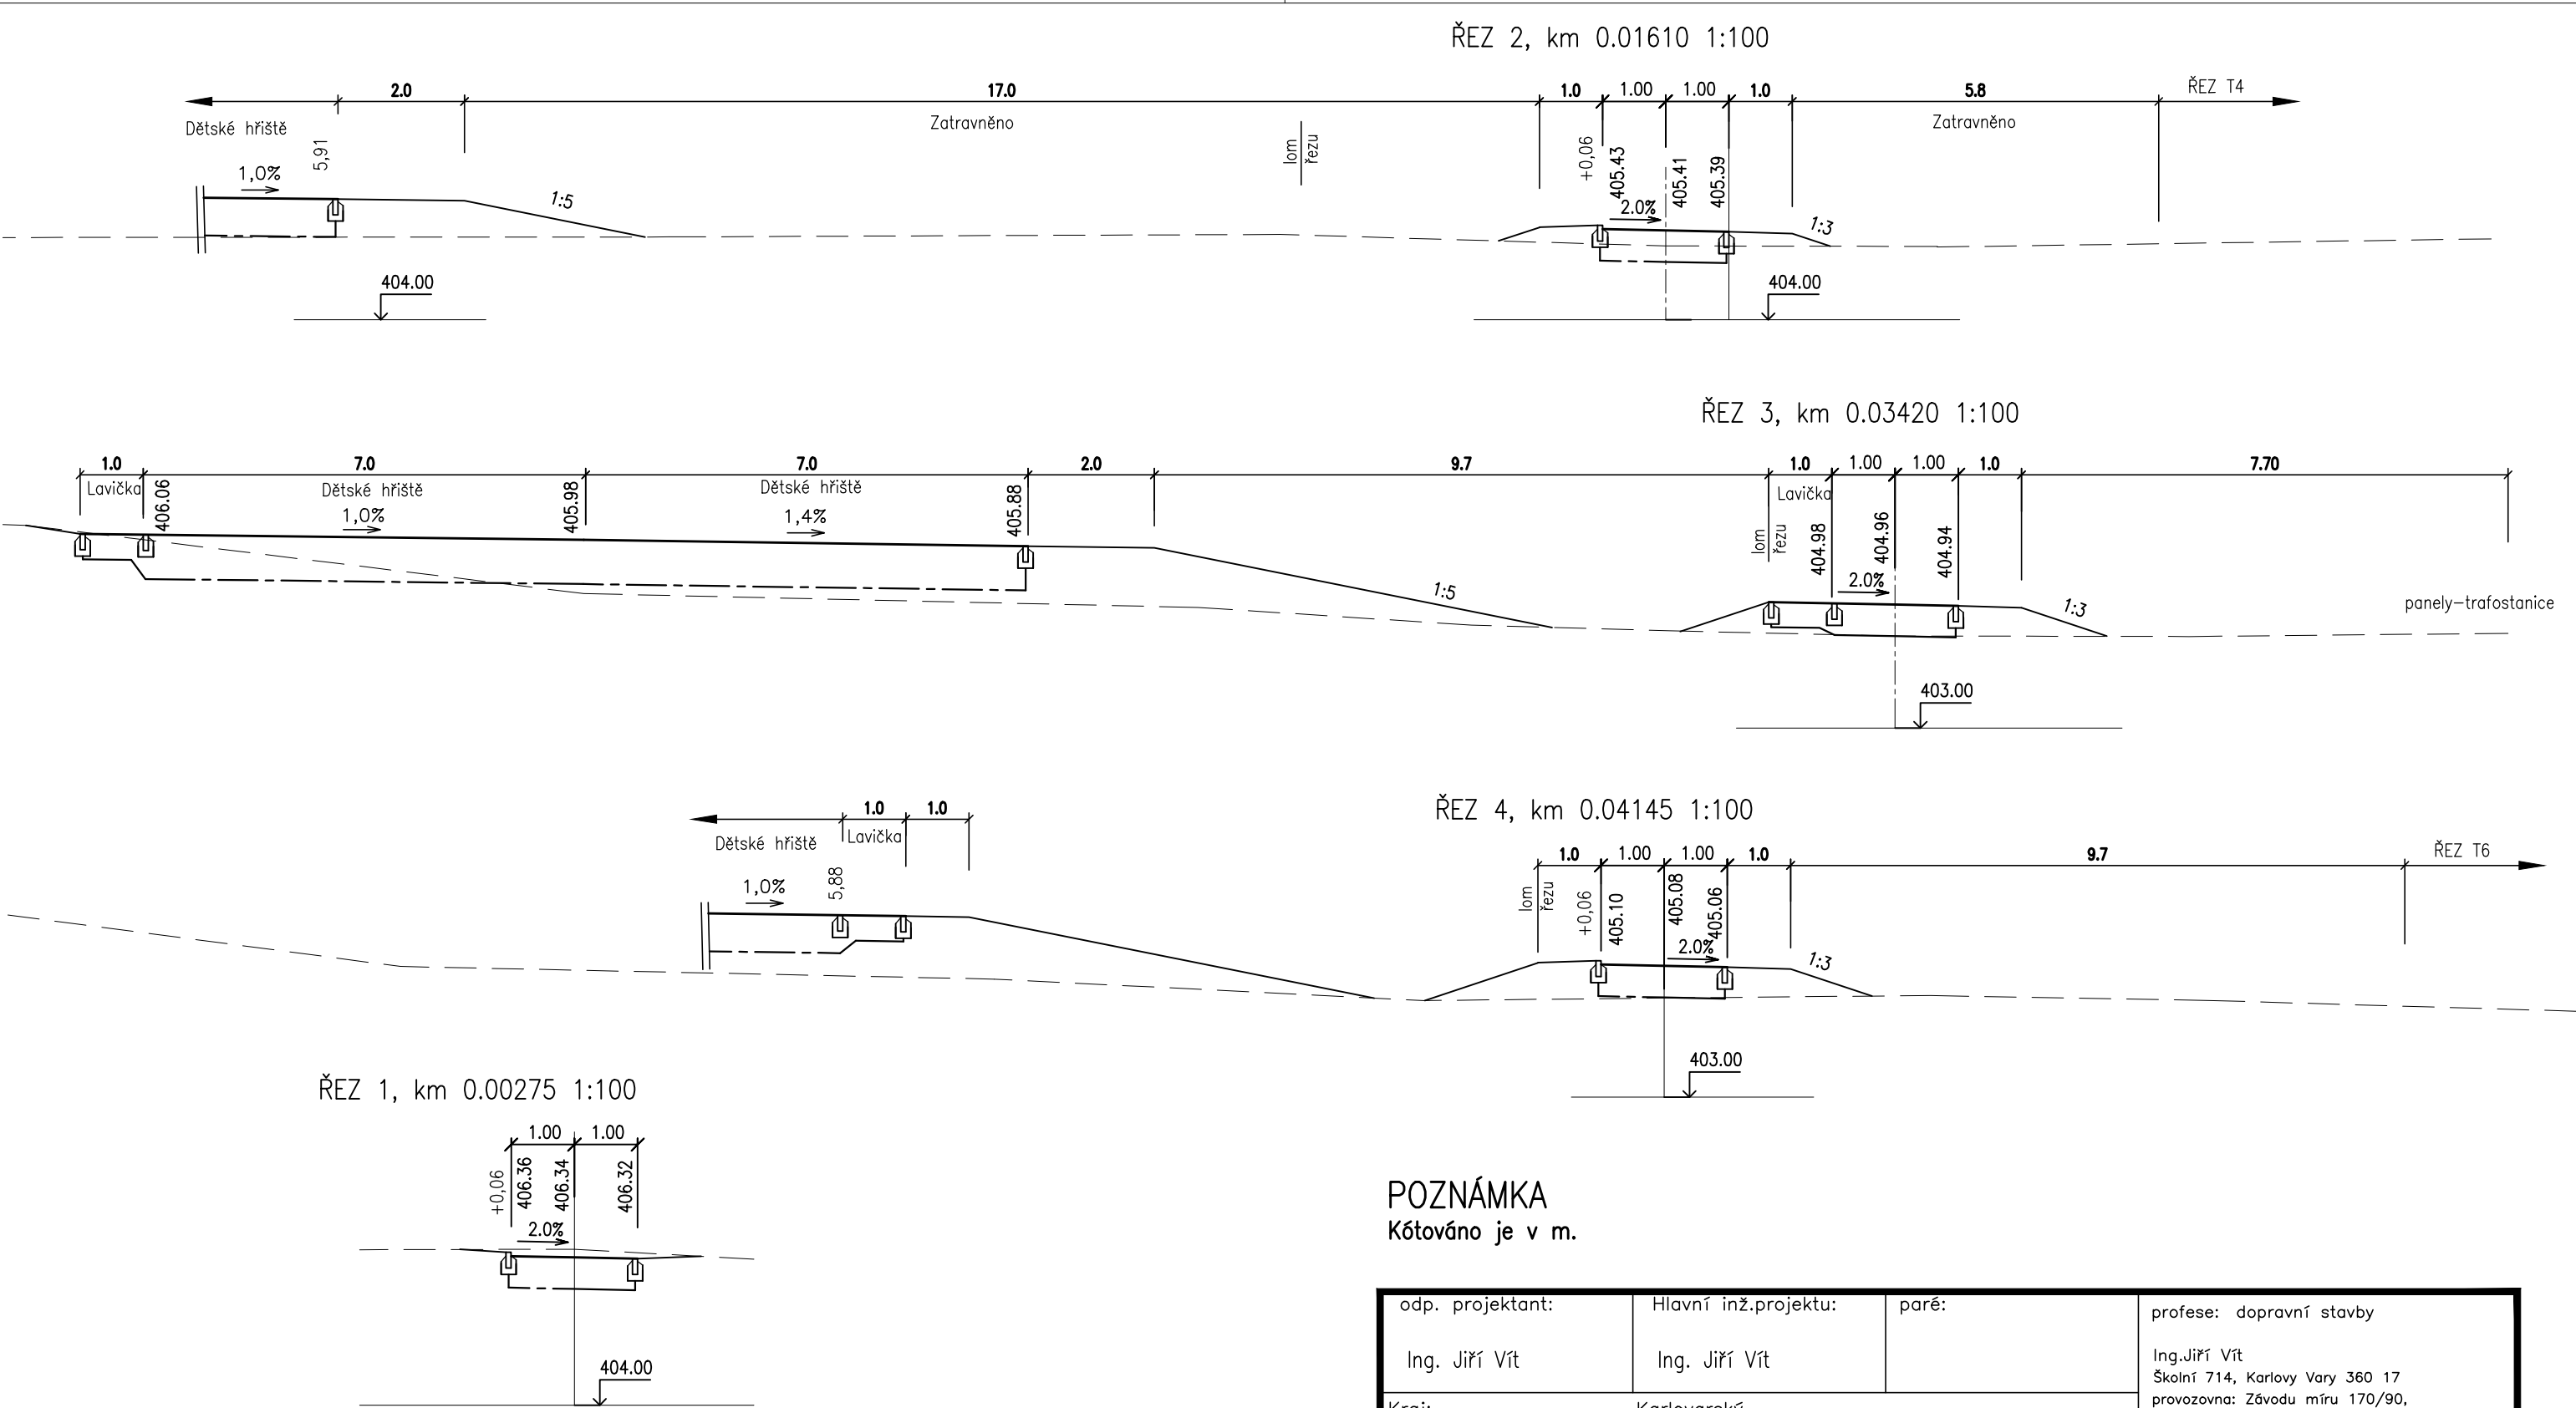 ŘEZ 2, km 0.01610 1:100
2.0 17.0 1.0 1.00 1.00 1.0 5.8 ŘEZ T4
Dětské hřiště Zatravněno Zatravněno
5,91 lom řezu +0,06 405.43 405.41 405.39
1,0% 1:5 2.0% 1:3
404.00 404.00
ŘEZ 3, km 0.03420 1:100
1.0 7.0 7.0 2.0 9.7 1.0 1.00 1.00 1.0 7.70
Lavička Dětské hřiště Dětské hřiště Lavička
406.06 405.98 405.88 lom řezu 404.98 404.96 404.94
1,0% 1,4% 1:5 2.0% 1:3 panely-trafostanice
403.00
ŘEZ 4, km 0.04145 1:100
1.0 1.0
Dětské hřiště Lavička
1.0 1.00 1.00 1.0 9.7 ŘEZ T6
1,0% 5,88 lom řezu +0,06 405.10 405.08 405.06
2.0% 1:3
403.00
ŘEZ 1, km 0.00275 1:100
1.00 1.00
+0,06 406.36 406.34 406.32
2.0%
404.00
POZNÁMKA
Kótováno je v m.
odp. projektant: Hlavní inž.projektu: paré: profese: dopravní stavby
Ing. Jiří Vít Ing. Jiří Vít Ing.Jiří Vít
Školní 714, Karlovy Vary 360 17
provozovna: Závodu míru 170/90,
Kraj: Karlovarský